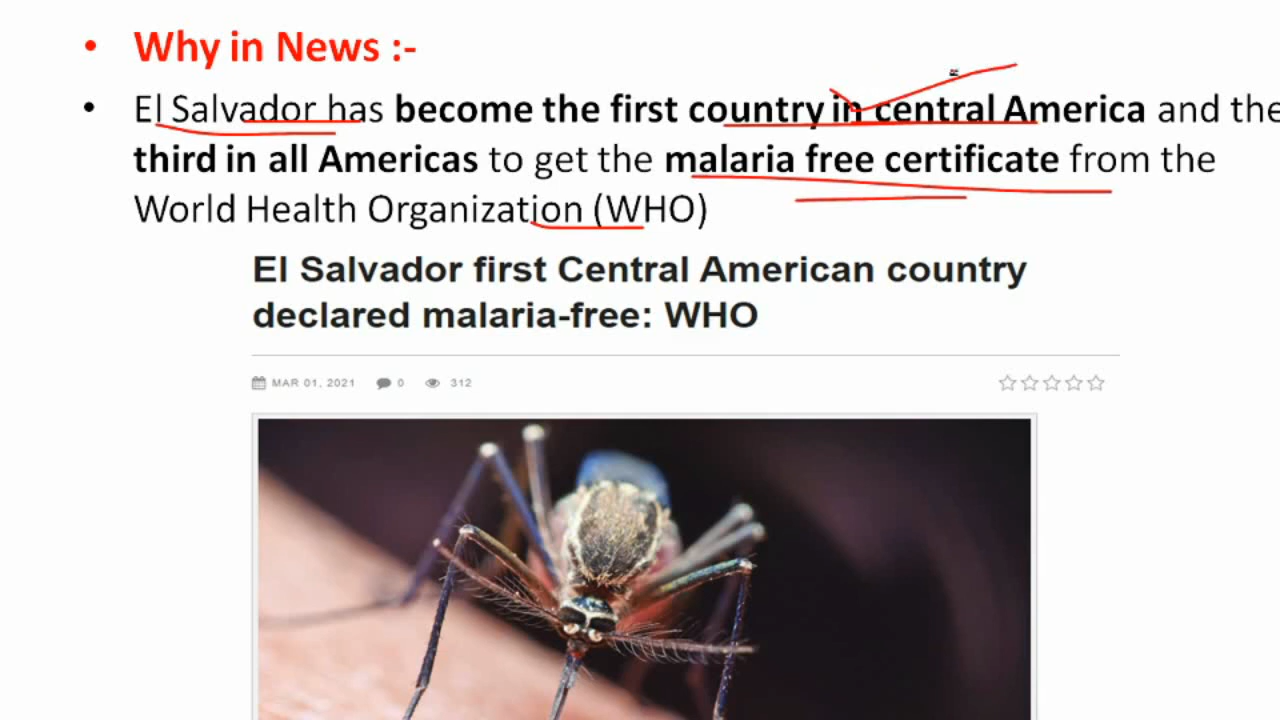 • Why in News :-
• El Salvador has become the first country in central America and the
third in all Americas to get the malaria free certificate from the
World Health Organization (WHO)
El Salvador first Central American country
declared malaria-free: WHO
MAR 01, 2021 0 312